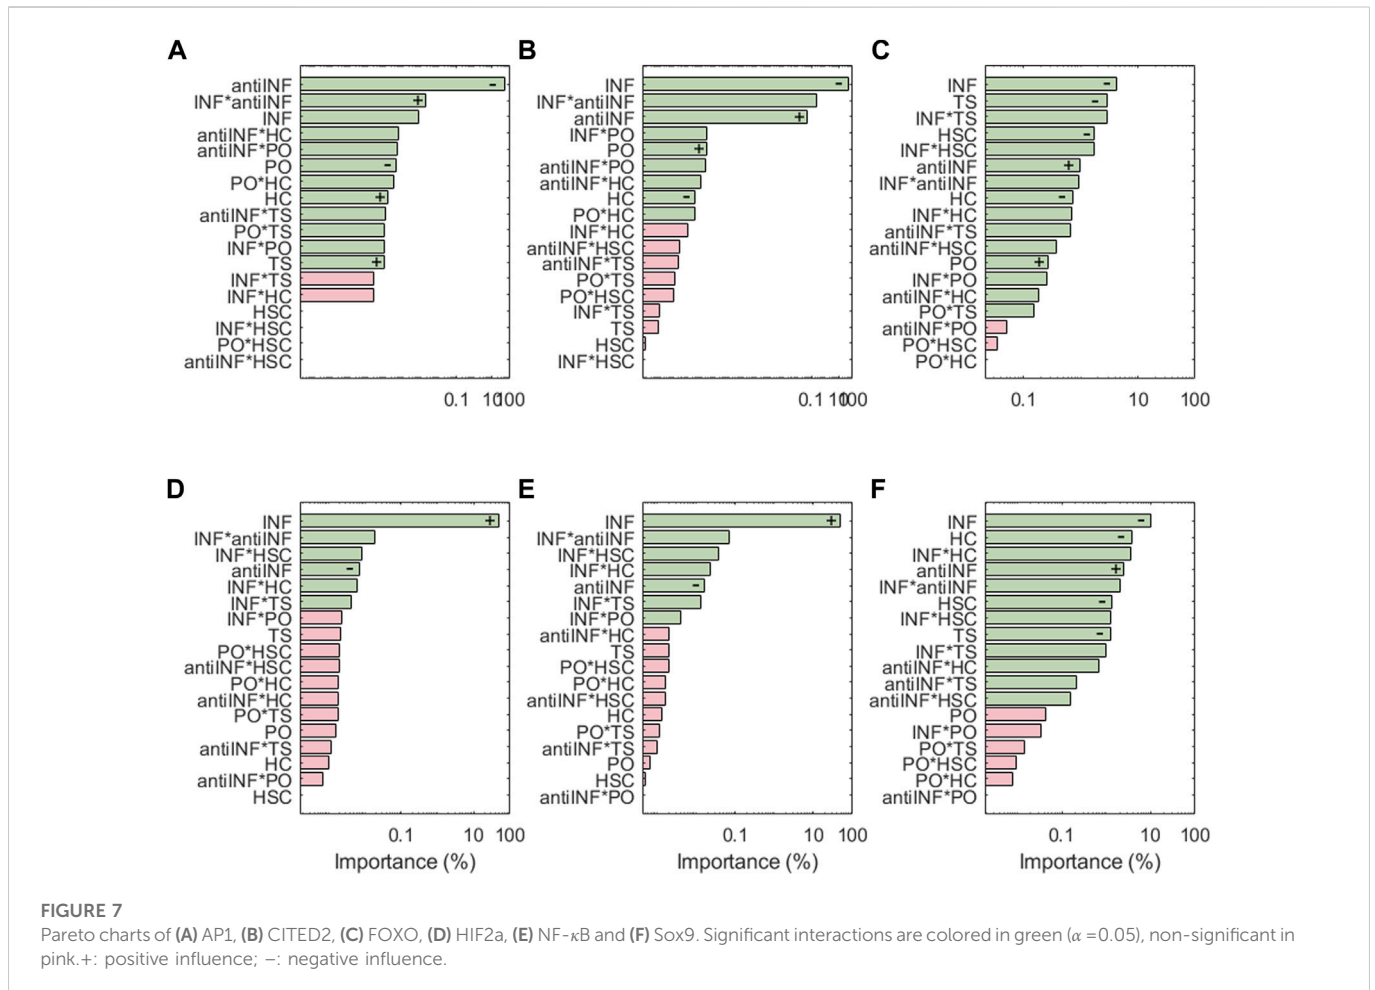 A
antiINF
INF*antiINF
INF
antiINF*HC
antiINF*PO
PO
PO*HC
HC
antiINF*TS
PO*TS
INF*PO
TS
INF*TS
INF*HC
HSC
INF*HSC
PO*HSC
antiINF*HSC
- + - + +
0.1 10 100
B
INF
INF*antiINF
antiINF
INF*PO
PO
antiINF*PO
antiINF*HC
HC
PO*HC
INF*HC
antiINF*HSC
antiINF*TS
PO*TS
PO*HSC
INF*TS
TS
HSC
INF*HSC
- + + -
0.1 10 100
C
INF
TS
INF*TS
HSC
INF*HSC
antiINF
INF*antiINF
HC
INF*HC
antiINF*TS
antiINF*HSC
PO
INF*PO
antiINF*HC
PO*TS
antiINF*PO
PO*HSC
PO*HC
- - - + - +
0.1 10 100
D
INF
INF*antiINF
INF*HSC
antiINF
INF*HC
INF*TS
INF*PO
TS
PO*HSC
antiINF*HSC
PO*HC
antiINF*HC
PO*TS
PO
antiINF*TS
HC
antiINF*PO
HSC
+ -
0.1 10 100
Importance (%)
E
INF
INF*antiINF
INF*HSC
INF*HC
antiINF
INF*TS
INF*PO
antiINF*HC
TS
PO*HSC
PO*HC
antiINF*HSC
HC
PO*TS
antiINF*TS
PO
HSC
antiINF*PO
+ -
0.1 10 100
Importance (%)
F
INF
HC
INF*HC
antiINF
INF*antiINF
HSC
INF*HSC
TS
INF*TS
antiINF*HC
antiINF*TS
antiINF*HSC
PO
INF*PO
PO*TS
PO*HSC
PO*HC
antiINF*PO
- - + - -
0.1 10 100
Importance (%)
FIGURE 7
Pareto charts of (A) AP1, (B) CITED2, (C) FOXO, (D) HIF2a, (E) NF-κB and (F) Sox9. Significant interactions are colored in green (α =0.05), non-significant in
pink.+: positive influence; −: negative influence.